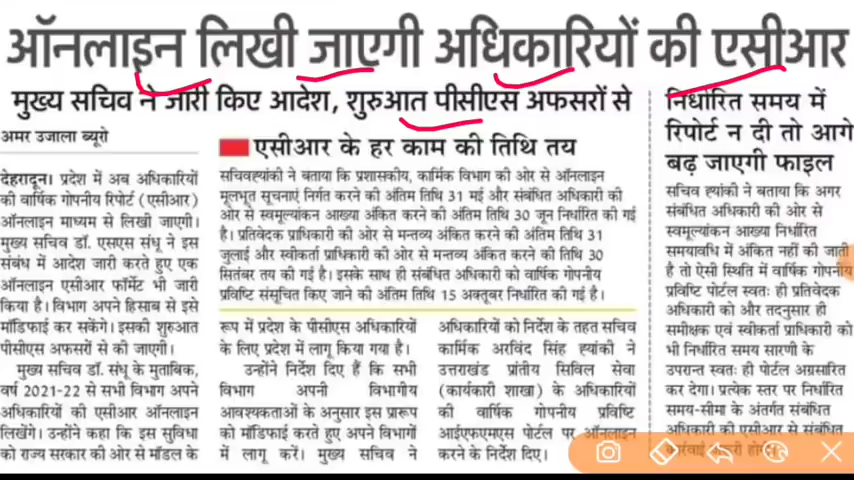 ऑनलाइन लिखी जाएगी अधिकारियों की एसीआर
मुख्य सचिव ने जारी किए आदेश, शुरुआत पीसीएस अफसरों से
अमर उजाला ब्यूरो
देहरादून। प्रदेश में अब अधिकारियों
की वार्षिक गोपनीय रिपोर्ट (एसीआर)
ऑनलाइन माध्यम से लिखी जाएगी।
मुख्य सचिव डॉ. एसएस संधू ने इस
संबंध में आदेश जारी करते हुए एक
ऑनलाइन एसीआर फॉर्मेट भी जारी
किया है। विभाग अपने हिसाब से इसे
मॉडिफाई कर सकेंगे। इसकी शुरुआत
पीसीएस अफसरों से की जाएगी।
मुख्य सचिव डॉ. संधू के मुताबिक,
वर्ष 2021-22 से सभी विभाग अपने
अधिकारियों की एसीआर ऑनलाइन
लिखेंगे। उन्होंने कहा कि इस सुविधा
को राज्य सरकार की ओर से मॉडल के
एसीआर के हर काम की तिथि तय
सचिव ह्यांकी ने बताया कि प्रशासकीय, कार्मिक विभाग की ओर से ऑनलाइन
मूलभूत सूचनाएं निर्गत करने की अंतिम तिथि 31 मई और संबंधित अधिकारी की
ओर से स्वमूल्यांकन आख्या अंकित करने की अंतिम तिथि 30 जून निर्धारित की गई
है। प्रतिवेदक प्राधिकारी की ओर से मन्तव्य अंकित करने की अंतिम तिथि 31
जुलाई और स्वीकर्ता प्राधिकारी की ओर से मन्तव्य अंकित करने की तिथि 30
सितंबर तय की गई है। इसके साथ ही संबंधित अधिकारी को वार्षिक गोपनीय
प्रविष्टि संसूचित किए जाने की अंतिम तिथि 15 अक्तूबर निर्धारित की गई है।
रूप में प्रदेश के पीसीएस अधिकारियों
के लिए प्रदेश में लागू किया गया है।
उन्होंने निर्देश दिए हैं कि सभी
विभाग अपनी विभागीय
आवश्यकताओं के अनुसार इस प्रारूप
को मॉडिफाई करते हुए अपने विभागों
में लागू करें। मुख्य सचिव ने
अधिकारियों को निर्देश के तहत सचिव
कार्मिक अरविंद सिंह ह्यांकी ने
उत्तराखंड प्रांतीय सिविल सेवा
(कार्यकारी शाखा) के अधिकारियों
की वार्षिक गोपनीय प्रविष्टि
आईएफएमएस पोर्टल पर ऑनलाइन
करने के निर्देश दिए।
निर्धारित समय में
रिपोर्ट न दी तो आगे
बढ़ जाएगी फाइल
सचिव ह्यांकी ने बताया कि अगर
संबंधित अधिकारी की ओर से
स्वमूल्यांकन आख्या निर्धारित
समयावधि में अंकित नहीं की जाती
है तो ऐसी स्थिति में वार्षिक गोपनीय
प्रविष्टि पोर्टल स्वतः ही प्रतिवेदक
अधिकारी को और तदनुसार ही
समीक्षक एवं स्वीकर्ता प्राधिकारी को
भी निर्धारित समय सारणी के
उपरान्त स्वतः ही पोर्टल अग्रसारित
कर देगा। प्रत्येक स्तर पर निर्धारित
समय-सीमा के अंतर्गत संबंधित
अधिकारी की एसीआर से संबंधित